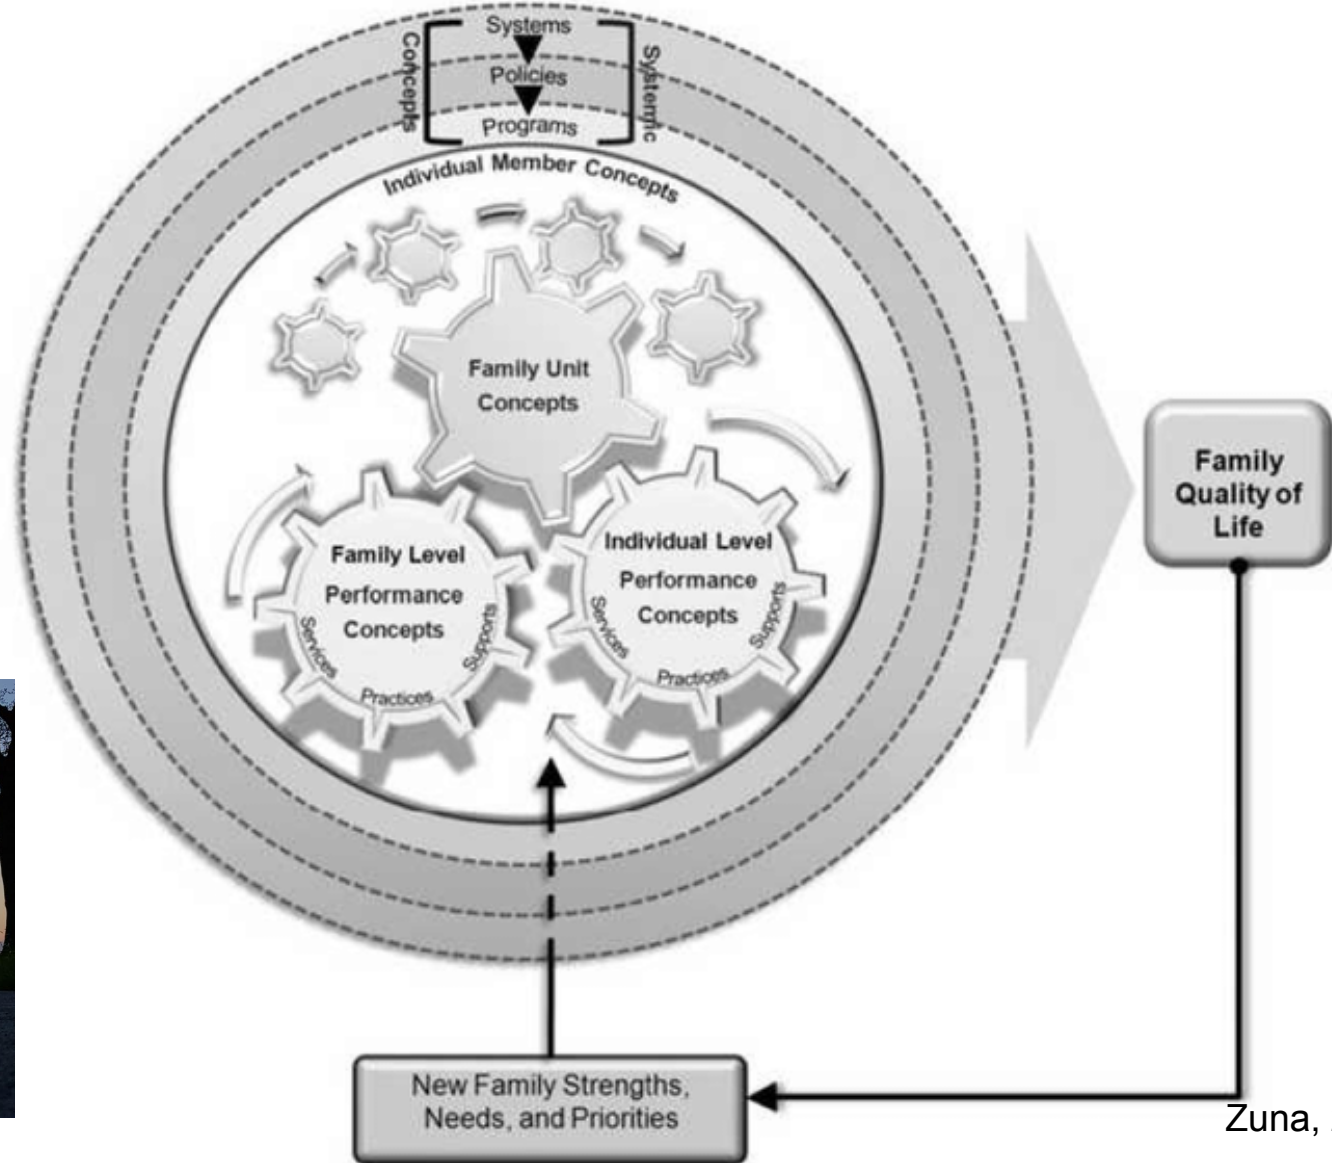 Concepts
Systems
Policies
Programs
Systemic
Individual Member Concepts
Family Unit
Concepts
Family Level
Performance
Concepts
Services
Practices
Supports
Individual Level
Performance
Concepts
Services
Practices
Supports
Family
Quality of
Life
New Family Strengths,
Needs, and Priorities
Zuna,